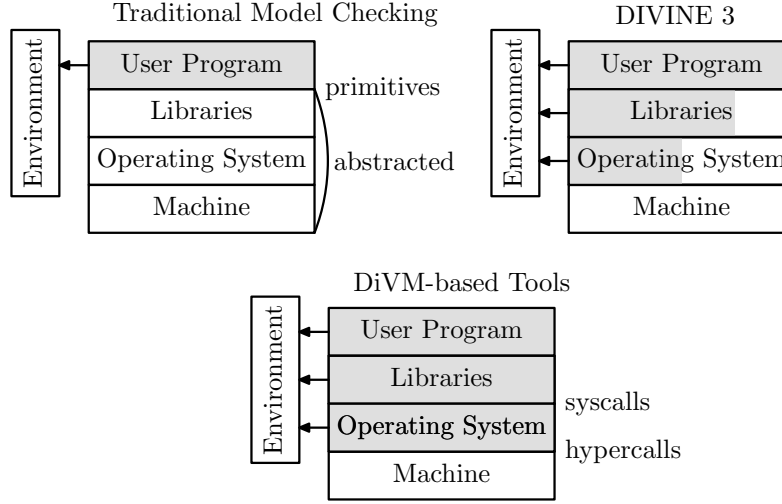 Traditional Model Checking
Environment
User Program
primitives
Libraries
Operating System
abstracted
Machine
DIVINE 3
Environment
User Program
Libraries
Operating System
Machine
DiVM-based Tools
Environment
User Program
Libraries
syscalls
Operating System
hypercalls
Machine